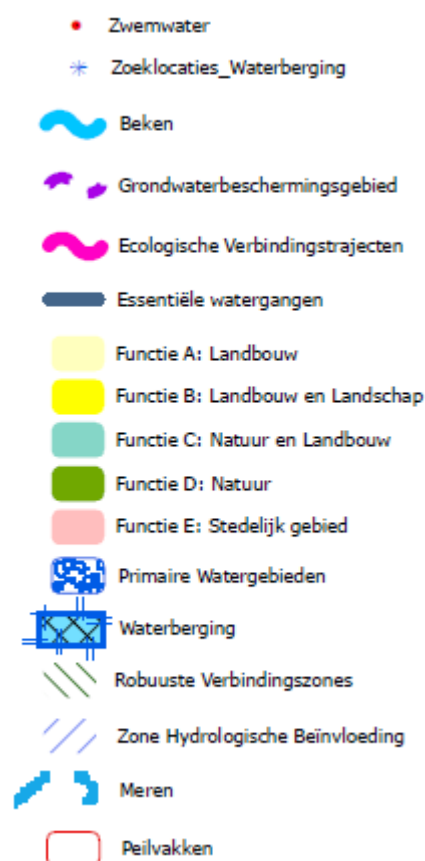 Zwemwater
Zoeklocaties_Waterberging
Beken
Grondwaterbeschermingsgebied
Ecologische Verbindingstrajecten
Essentiële watergangen
Functie A: Landbouw
Functie B: Landbouw en Landschap
Functie C: Natuur en Landbouw
Functie D: Natuur
Functie E: Stedelijk gebied
Primaire Watergebieden
Waterberging
Robuuste Verbindingszones
Zone Hydrologische Beïnvloeding
Meren
Peilvakken